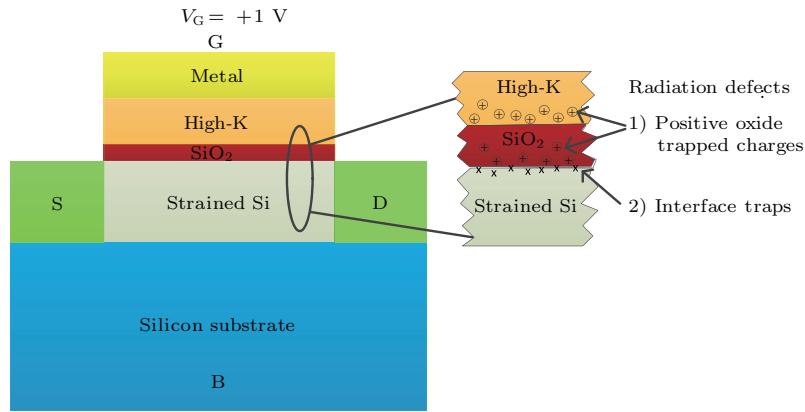 V_G = +1 V
G
Metal
High-K
SiO₂
S
Strained Si
D
Silicon substrate
B
High-K
SiO₂
Strained Si
Radiation defects
1) Positive oxide
trapped charges
2) Interface traps